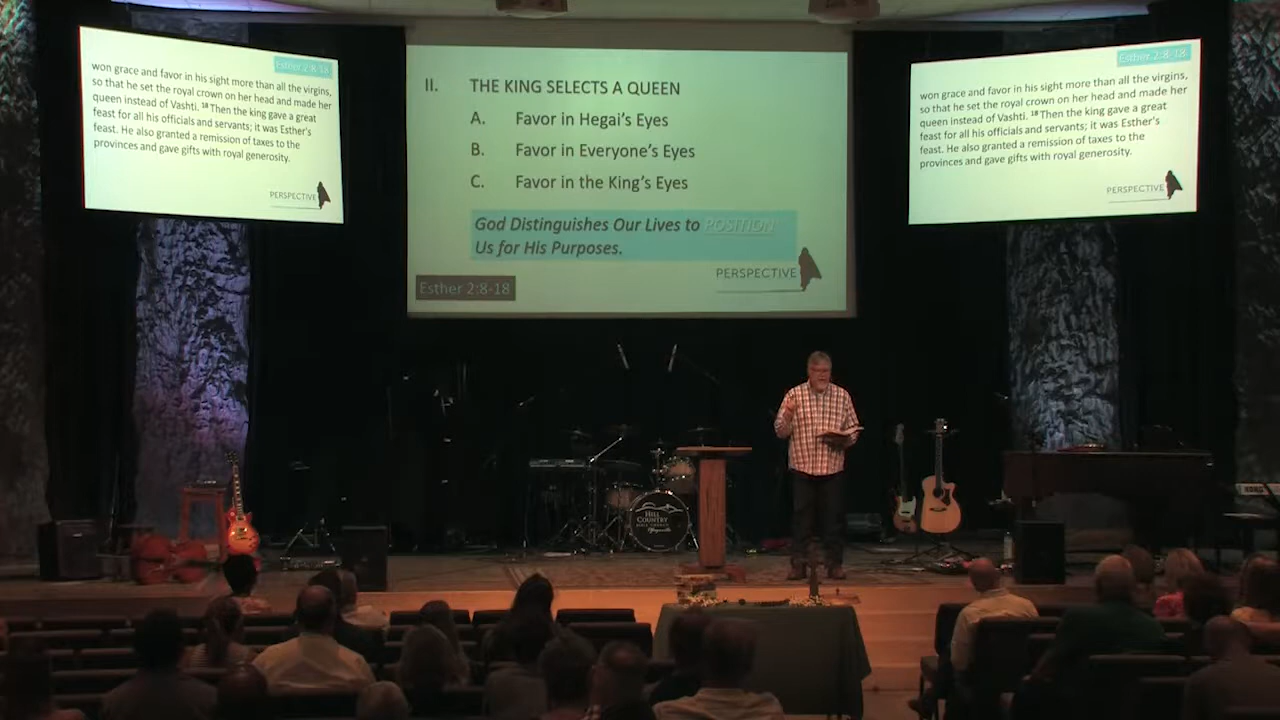 Esther 2:8-18
won grace and favor in his sight more than all the virgins,
so that he set the royal crown on her head and made her
queen instead of Vashti. 18 Then the king gave a great
feast for all his officials and servants; it was Esther's
feast. He also granted a remission of taxes to the
provinces and gave gifts with royal generosity.
PERSPECTIVE
II. THE KING SELECTS A QUEEN
A. Favor in Hegai's Eyes
B. Favor in Everyone's Eyes
C. Favor in the King's Eyes
God Distinguishes Our Lives to POSITION
Us for His Purposes.
PERSPECTIVE
Esther 2:8-18
Esther 2:8-18
won grace and favor in his sight more than all the virgins,
so that he set the royal crown on her head and made her
queen instead of Vashti. 18 Then the king gave a great
feast for all his officials and servants; it was Esther's
feast. He also granted a remission of taxes to the
provinces and gave gifts with royal generosity.
PERSPECTIVE
HILL
COUNTRY
BIBLE CHURCH
KORG